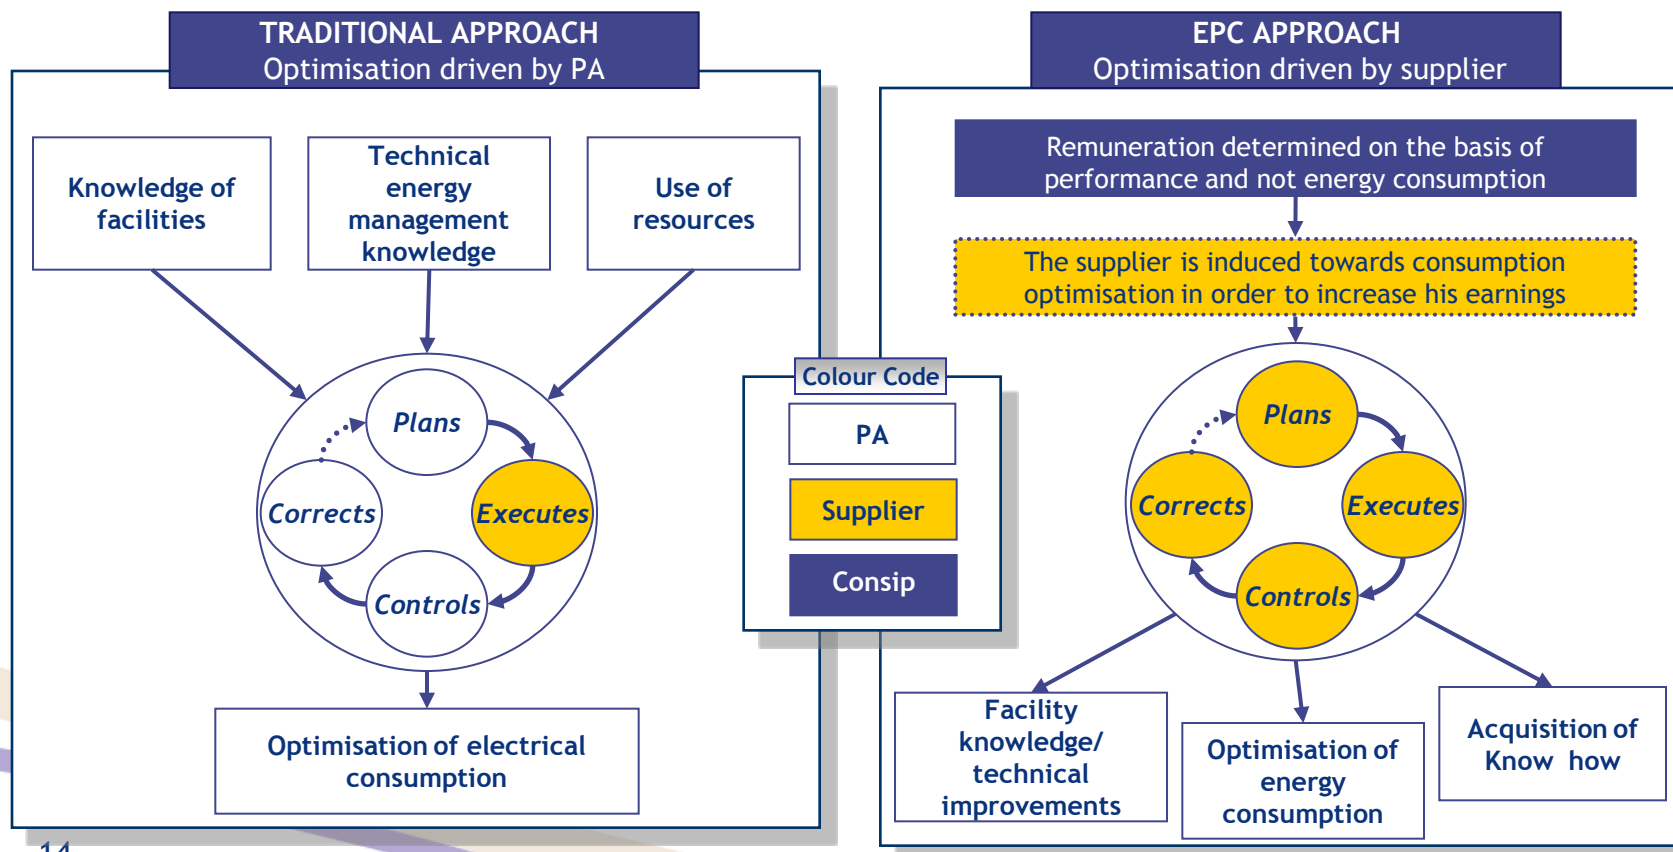 TRADITIONAL APPROACH
Optimisation driven by PA
Knowledge of
facilities
Technical
energy
management
knowledge
Use of
resources
Plans
Executes
Controls
Corrects
Optimisation of electrical
consumption
Colour Code
PA
Supplier
Consip
EPC APPROACH
Optimisation driven by supplier
Remuneration determined on the basis of
performance and not energy consumption
The supplier is induced towards consumption
optimisation in order to increase his earnings
Plans
Executes
Controls
Corrects
Facility
knowledge/
technical
improvements
Optimisation of
energy
consumption
Acquisition of
Know how
14